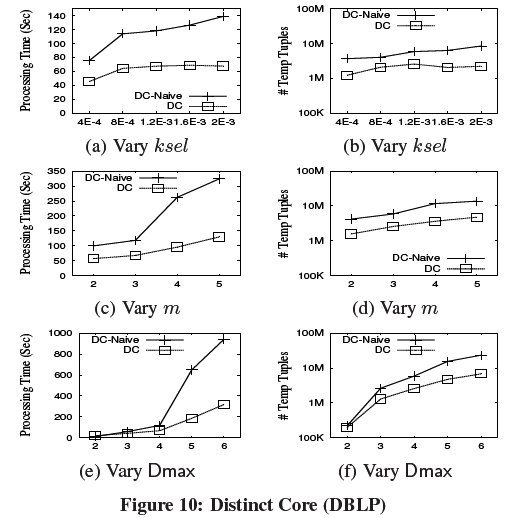 Processing Time (Sec)
140
120
100
80
60
40
20
0
DC-Naive
DC
4E-4 8E-4 1.2E-3 1.6E-3 2E-3
(a) Vary ksel
# Temp Tuples
100M
10M
1M
100K
DC-Naive
DC
4E-4 8E-4 1.2E-3 1.6E-3 2E-3
(b) Vary ksel
Processing Time (Sec)
350
300
250
200
150
100
50
0
DC-Naive
DC
2 3 4 5
(c) Vary m
# Temp Tuples
100M
10M
1M
100K
DC-Naive
DC
2 3 4 5
(d) Vary m
Processing Time (Sec)
1000
800
600
400
200
0
DC-Naive
DC
2 3 4 5 6
(e) Vary Dmax
# Temp Tuples
100M
10M
1M
100K
DC-Naive
DC
2 3 4 5 6
(f) Vary Dmax
Figure 10: Distinct Core (DBLP)